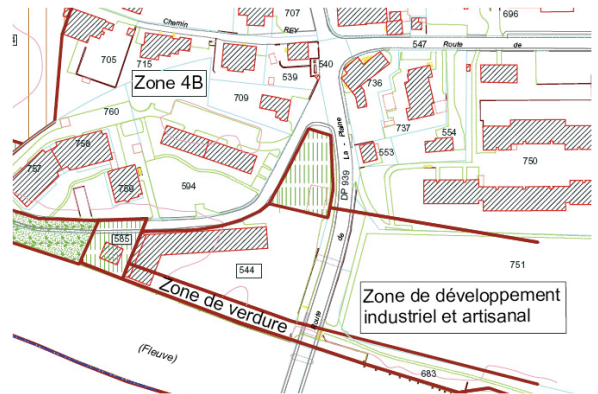 707
696
Chemin
REY
547
Route
de
705
715
Zone 4B
539
540
736
709
760
737
554
553
750
758
757
759
594
La - Plaine
DP 939
de
Route
585
544
751
Zone de verdure
Zone de développement
industriel et artisanal
(Fleuve)
683